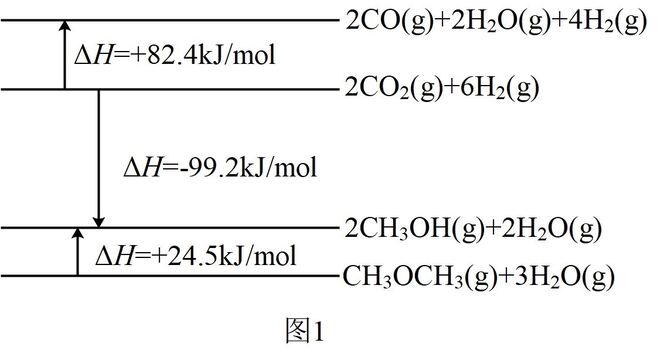 2CO(g)+2H₂O(g)+4H₂(g)
ΔH=+82.4kJ/mol
2CO₂(g)+6H₂(g)
ΔH=-99.2kJ/mol
2CH₃OH(g)+2H₂O(g)
ΔH=+24.5kJ/mol
CH₃OCH₃(g)+3H₂O(g)
图1